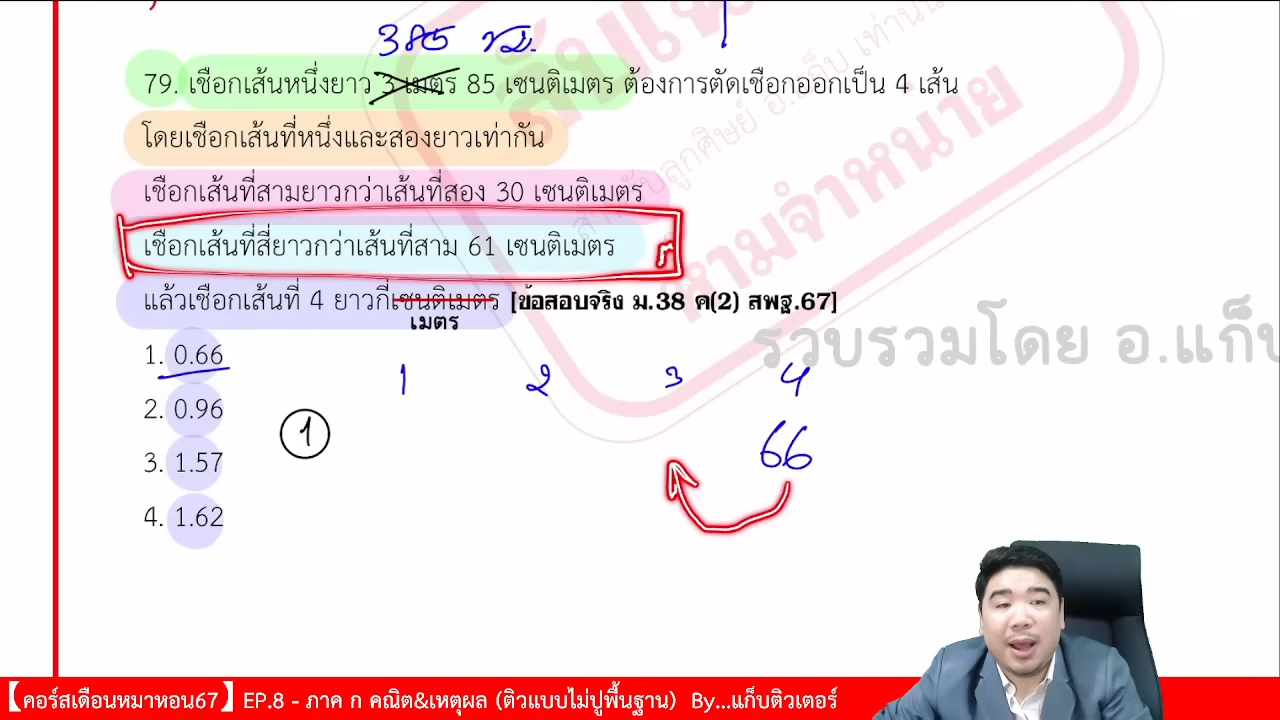 385 ซม.
79. เชือกเส้นหนึ่งยาว 3 เมตร 85 เซนติเมตร ต้องการตัดเชือกออกเป็น 4 เส้น
โดยเชือกเส้นที่หนึ่งและสองยาวเท่ากัน
เชือกเส้นที่สามยาวกว่าเส้นที่สอง 30 เซนติเมตร
เชือกเส้นที่สี่ยาวกว่าเส้นที่สาม 61 เซนติเมตร
แล้วเชือกเส้นที่ 4 ยาวกี่เซนติเมตร [ข้อสอบจริง ม.38 ค(2) สพฐ.67]
เมตร
1. 0.66
1 2 3 4
2. 0.96
1
66
3. 1.57
4. 1.62
ห้ามจำหน่าย
รวบรวมโดย อ.แก็บ
【คอร์สเดือนหมาหอน67】 EP.8 - ภาค ก คณิต&เหตุผล (ติวแบบไม่ปูพื้นฐาน) By...แก็บติวเตอร์